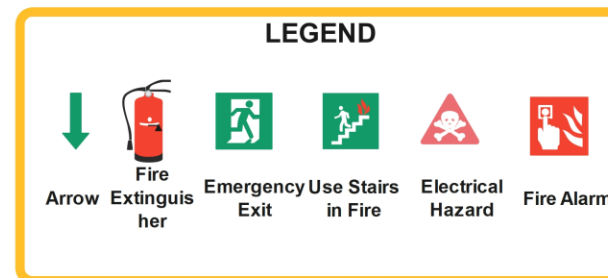 LEGEND
Arrow
Fire
Extinguis
her
Emergency
Exit
Use Stairs
in Fire
Electrical
Hazard
Fire Alarm